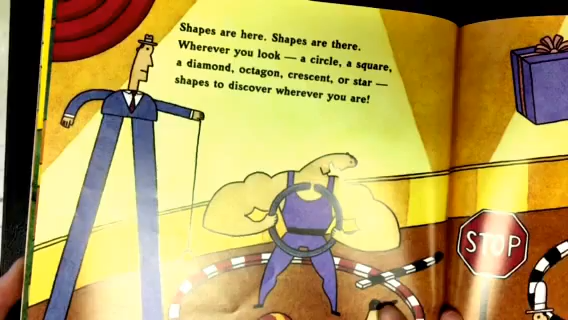 Shapes are here. Shapes are there.
Wherever you look — a circle, a square,
a diamond, octagon, crescent, or star —
shapes to discover wherever you are!
STOP